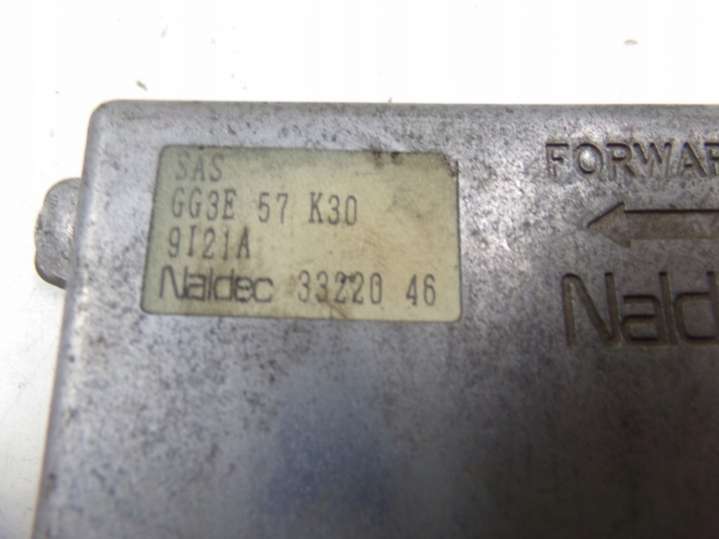 SAS
GG3E 57 K30
9I21A
Naldec 33220 46
FORWAR
Nald